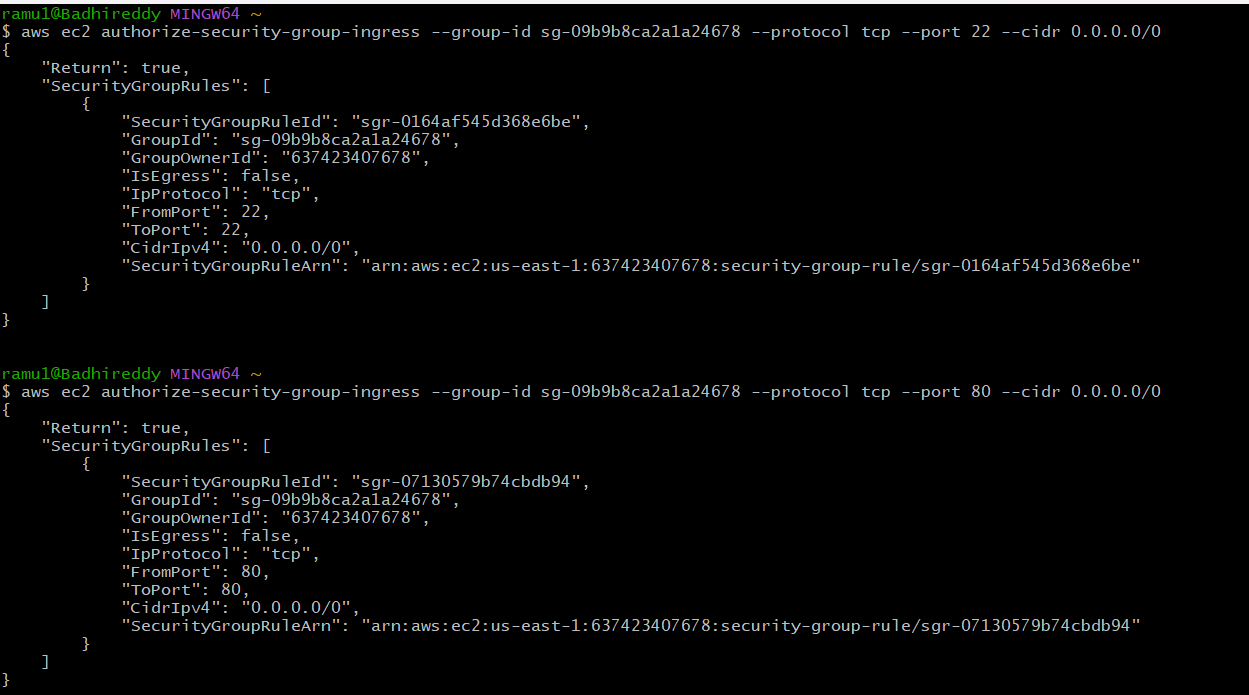 ramu1@Badhireddy MINGW64 ~
$ aws ec2 authorize-security-group-ingress --group-id sg-09b9b8ca2a1a24678 --protocol tcp --port 22 --cidr 0.0.0.0/0
{
    "Return": true,
    "SecurityGroupRules": [
        {
            "SecurityGroupRuleId": "sgr-0164af545d368e6be",
            "GroupId": "sg-09b9b8ca2a1a24678",
            "GroupOwnerId": "637423407678",
            "IsEgress": false,
            "IpProtocol": "tcp",
            "FromPort": 22,
            "ToPort": 22,
            "CidrIpv4": "0.0.0.0/0",
            "SecurityGroupRuleArn": "arn:aws:ec2:us-east-1:637423407678:security-group-rule/sgr-0164af545d368e6be"
        }
    ]
}
ramu1@Badhireddy MINGW64 ~
$ aws ec2 authorize-security-group-ingress --group-id sg-09b9b8ca2a1a24678 --protocol tcp --port 80 --cidr 0.0.0.0/0
{
    "Return": true,
    "SecurityGroupRules": [
        {
            "SecurityGroupRuleId": "sgr-07130579b74cbdb94",
            "GroupId": "sg-09b9b8ca2a1a24678",
            "GroupOwnerId": "637423407678",
            "IsEgress": false,
            "IpProtocol": "tcp",
            "FromPort": 80,
            "ToPort": 80,
            "CidrIpv4": "0.0.0.0/0",
            "SecurityGroupRuleArn": "arn:aws:ec2:us-east-1:637423407678:security-group-rule/sgr-07130579b74cbdb94"
        }
    ]
}